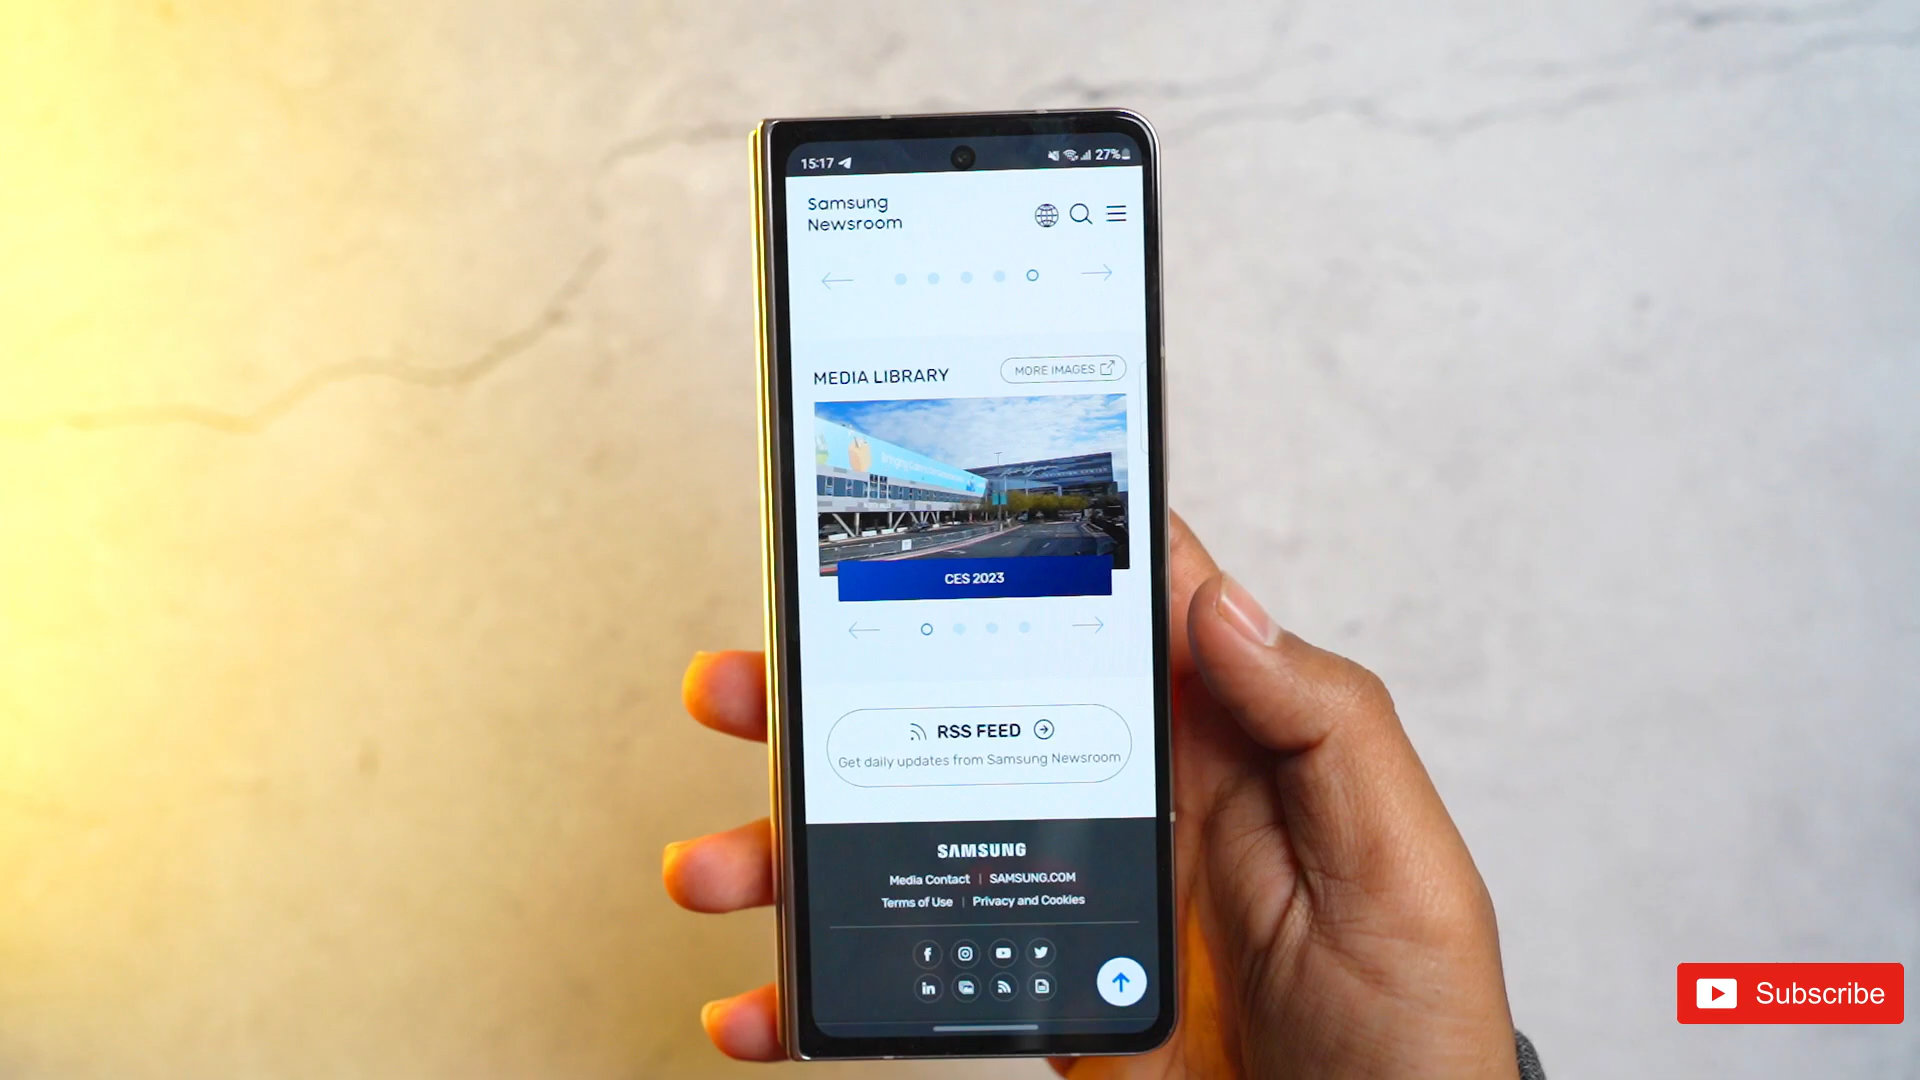 15:17
27%
Samsung
Newsroom
MEDIA LIBRARY
MORE IMAGES
CES 2023
RSS FEED
Get daily updates from Samsung Newsroom
SAMSUNG
Media Contact | SAMSUNG.COM
Terms of Use | Privacy and Cookies
Subscribe